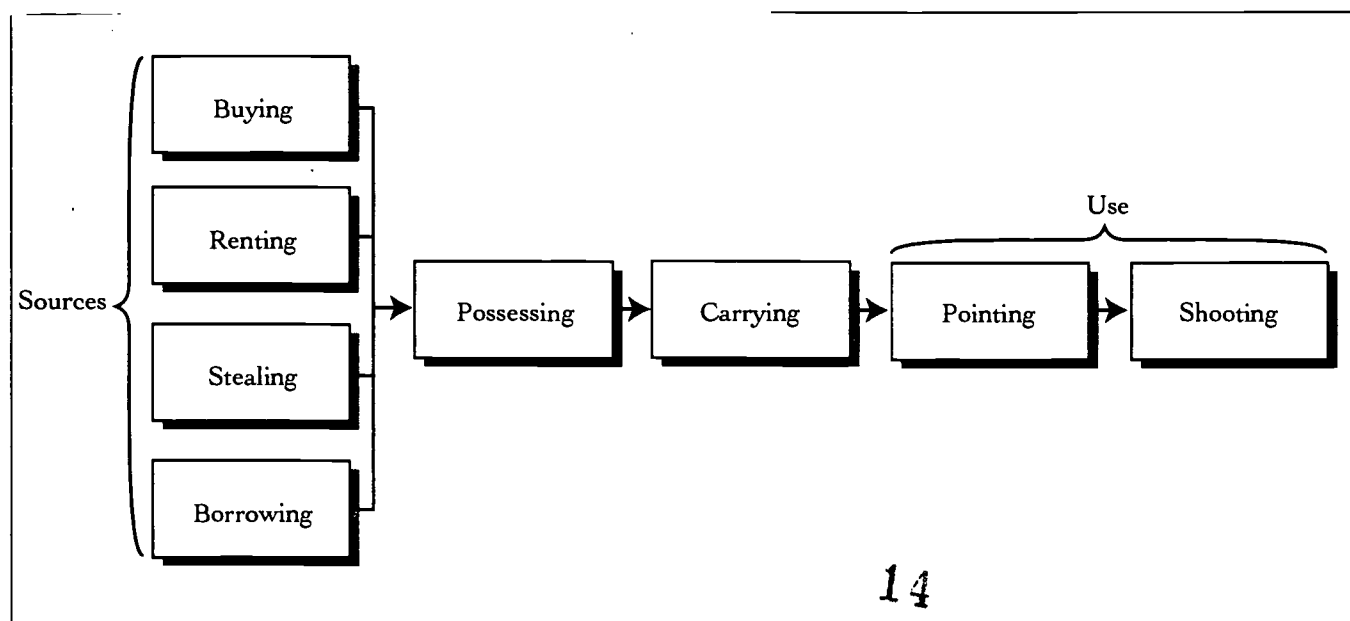 Sources
Buying
Renting
Stealing
Borrowing
Possessing
Carrying
Use
Pointing
Shooting
14